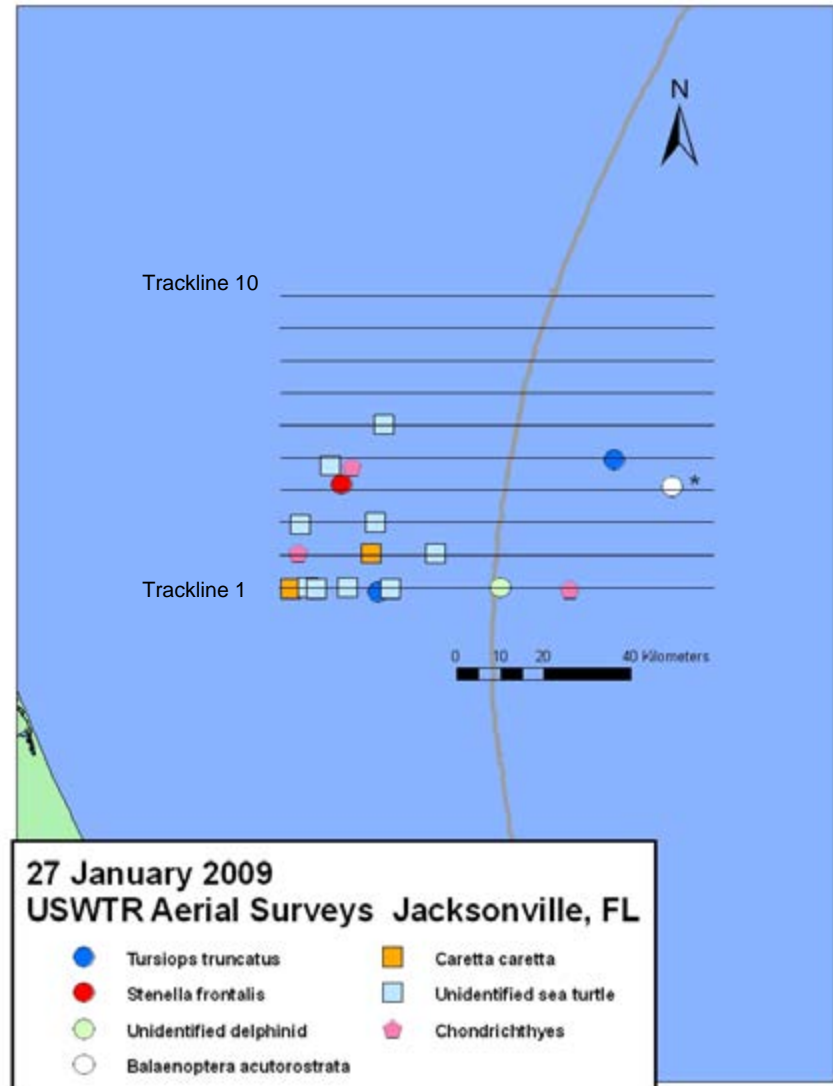 N
Trackline 10
*
Trackline 1
0 10 20 40 Kilometers
27 January 2009
USWTR Aerial Surveys Jacksonville, FL
Tursiops truncatus
Caretta caretta
Stenella frontalis
Unidentified sea turtle
Unidentified delphinid
Chondrichthyes
Balaenoptera acutorostrata